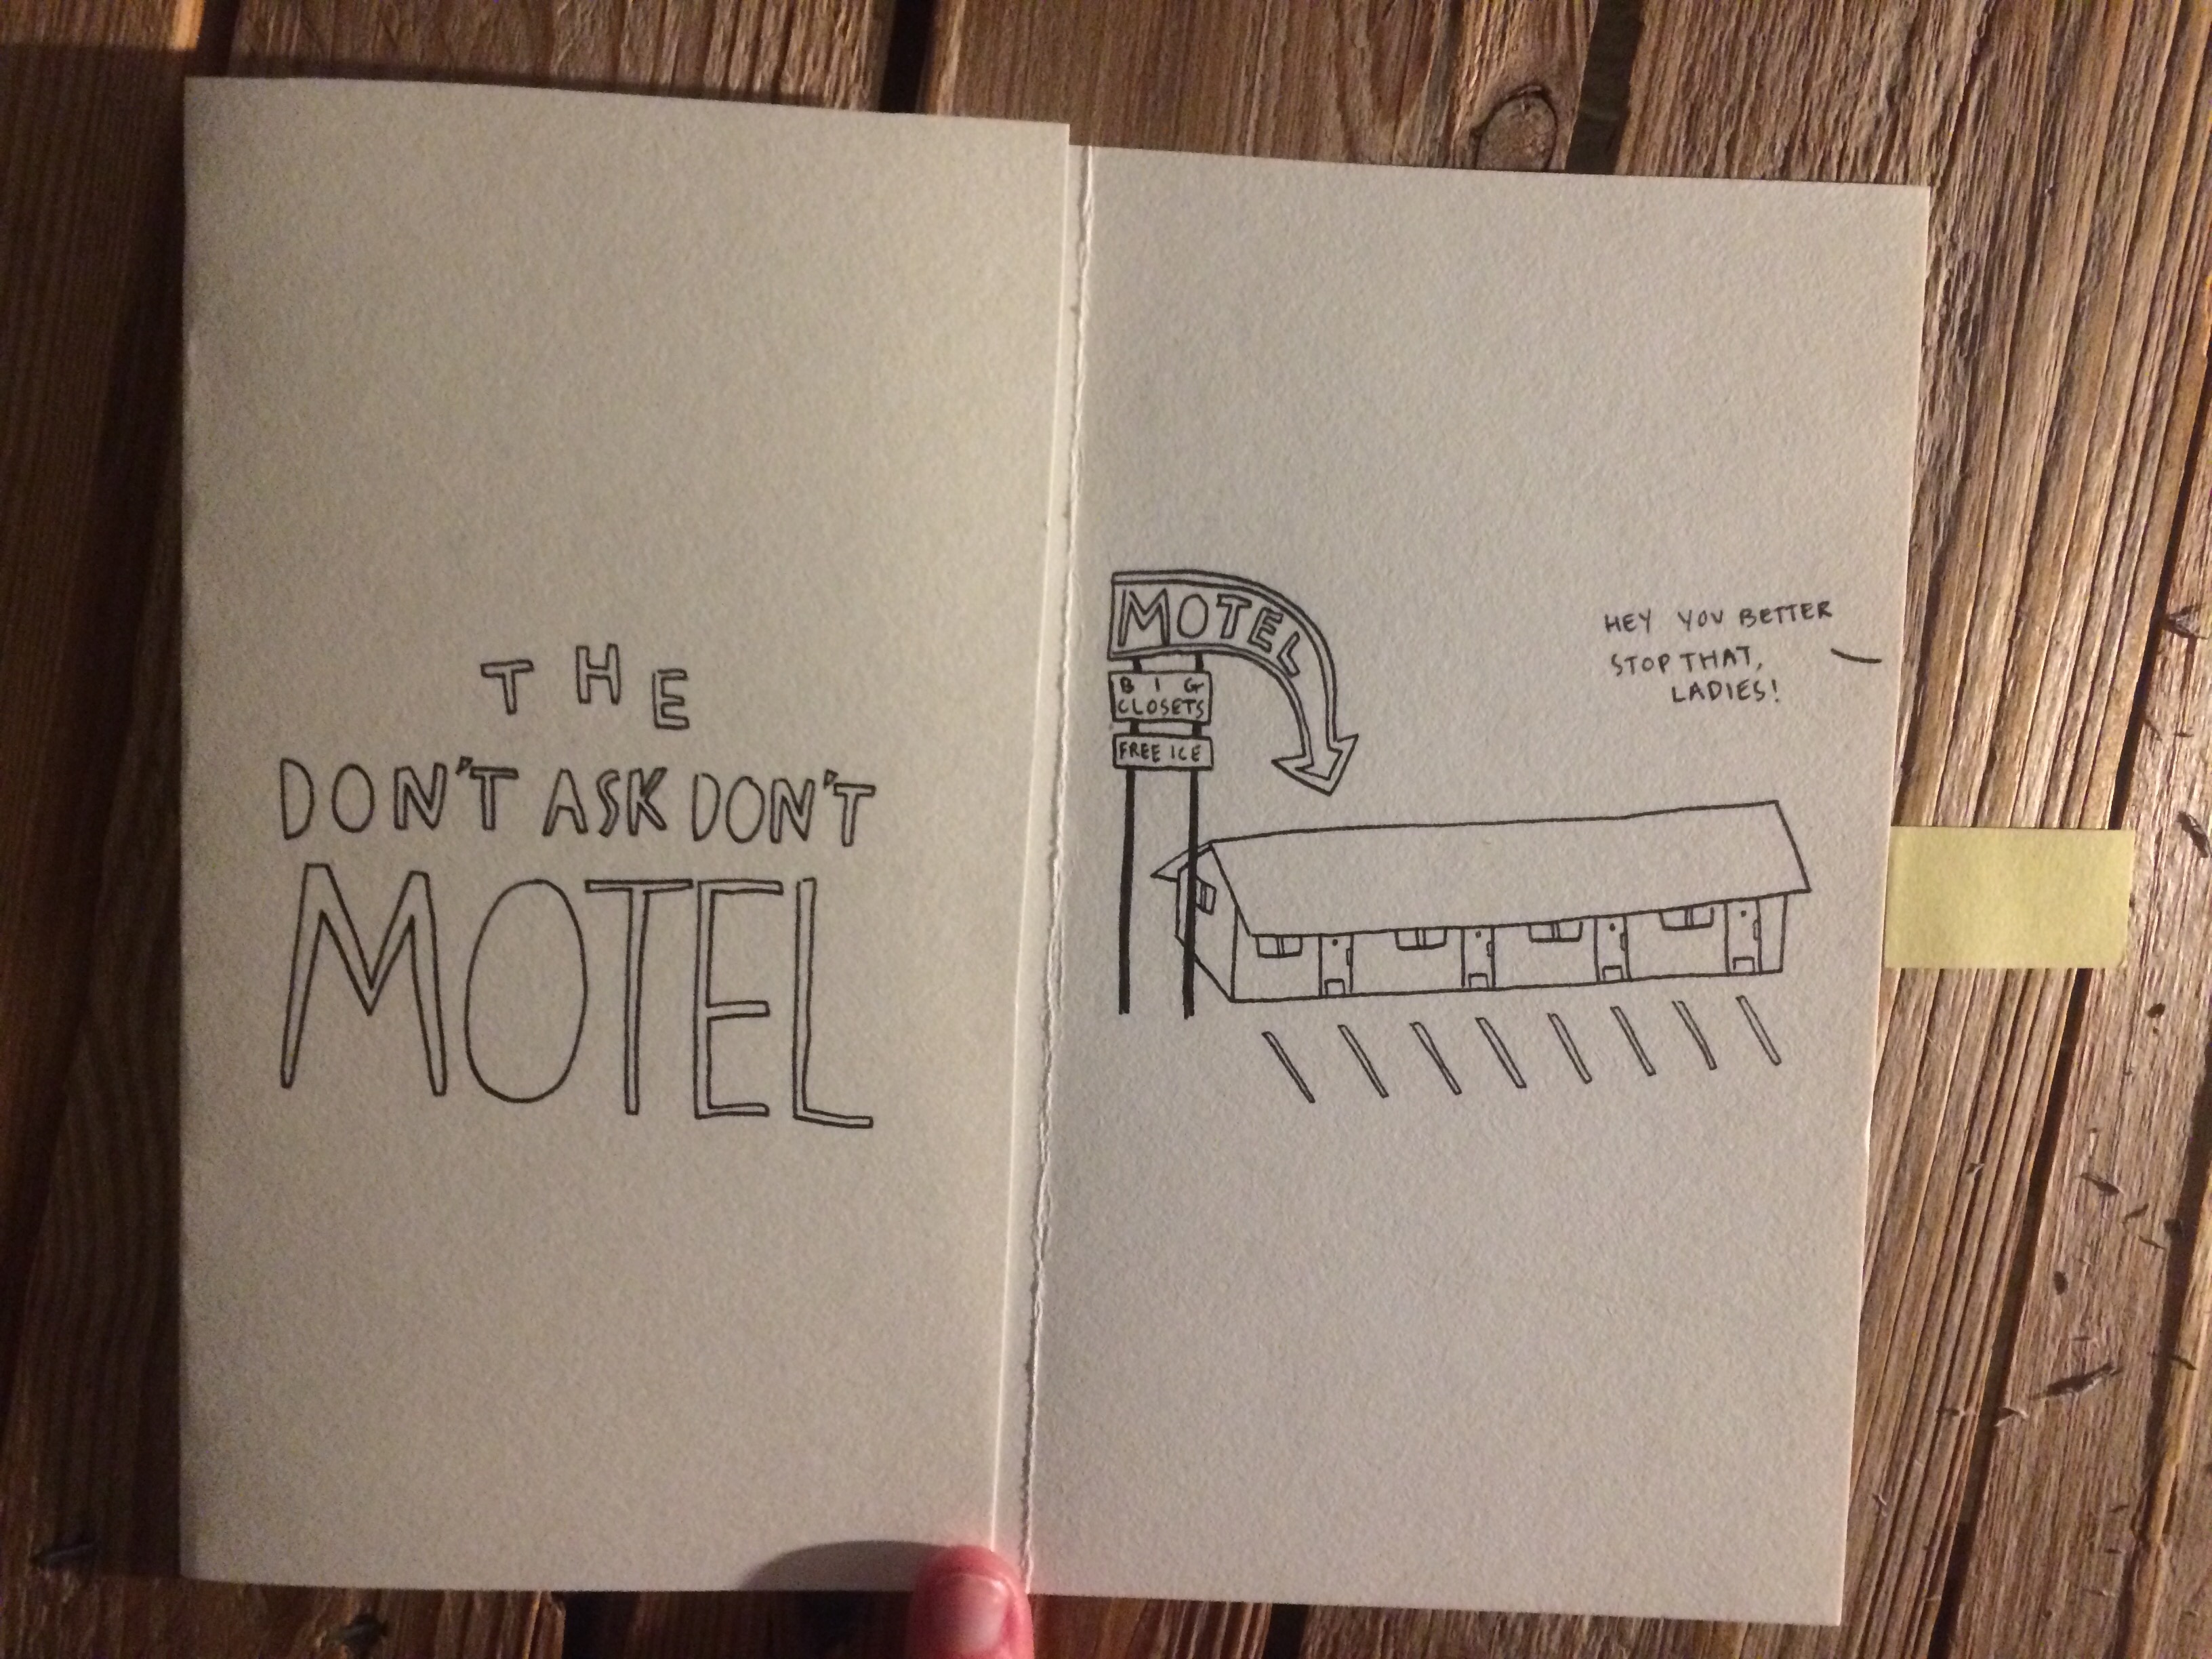 THE
DON'T ASK DON'T
MOTEL
MOTEL
BIG
CLOSETS
FREE ICE
HEY YOU BETTER
STOP THAT,
LADIES!